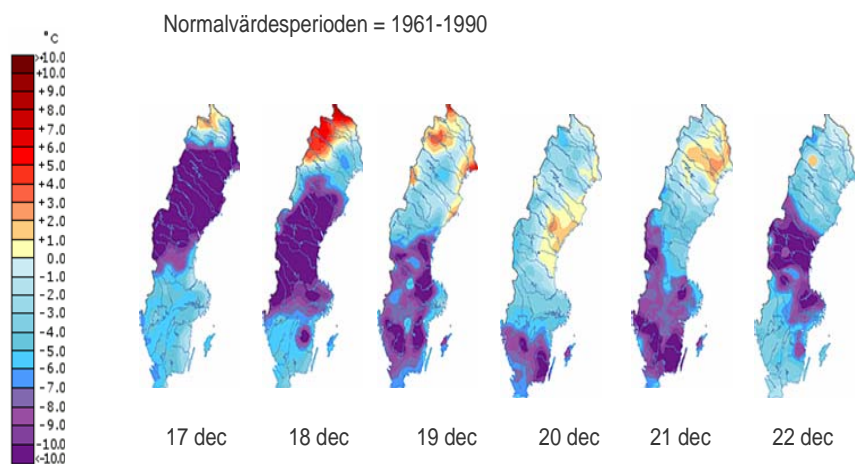 Normalvärdesperioden = 1961-1990
°C
>+10.0
+10.0
+9.0
+8.0
+7.0
+6.0
+5.0
+4.0
+3.0
+2.0
+1.0
0.0
-1.0
-2.0
-3.0
-4.0
-5.0
-6.0
-7.0
-8.0
-9.0
-10.0
<-10.0
17 dec
18 dec
19 dec
20 dec
21 dec
22 dec